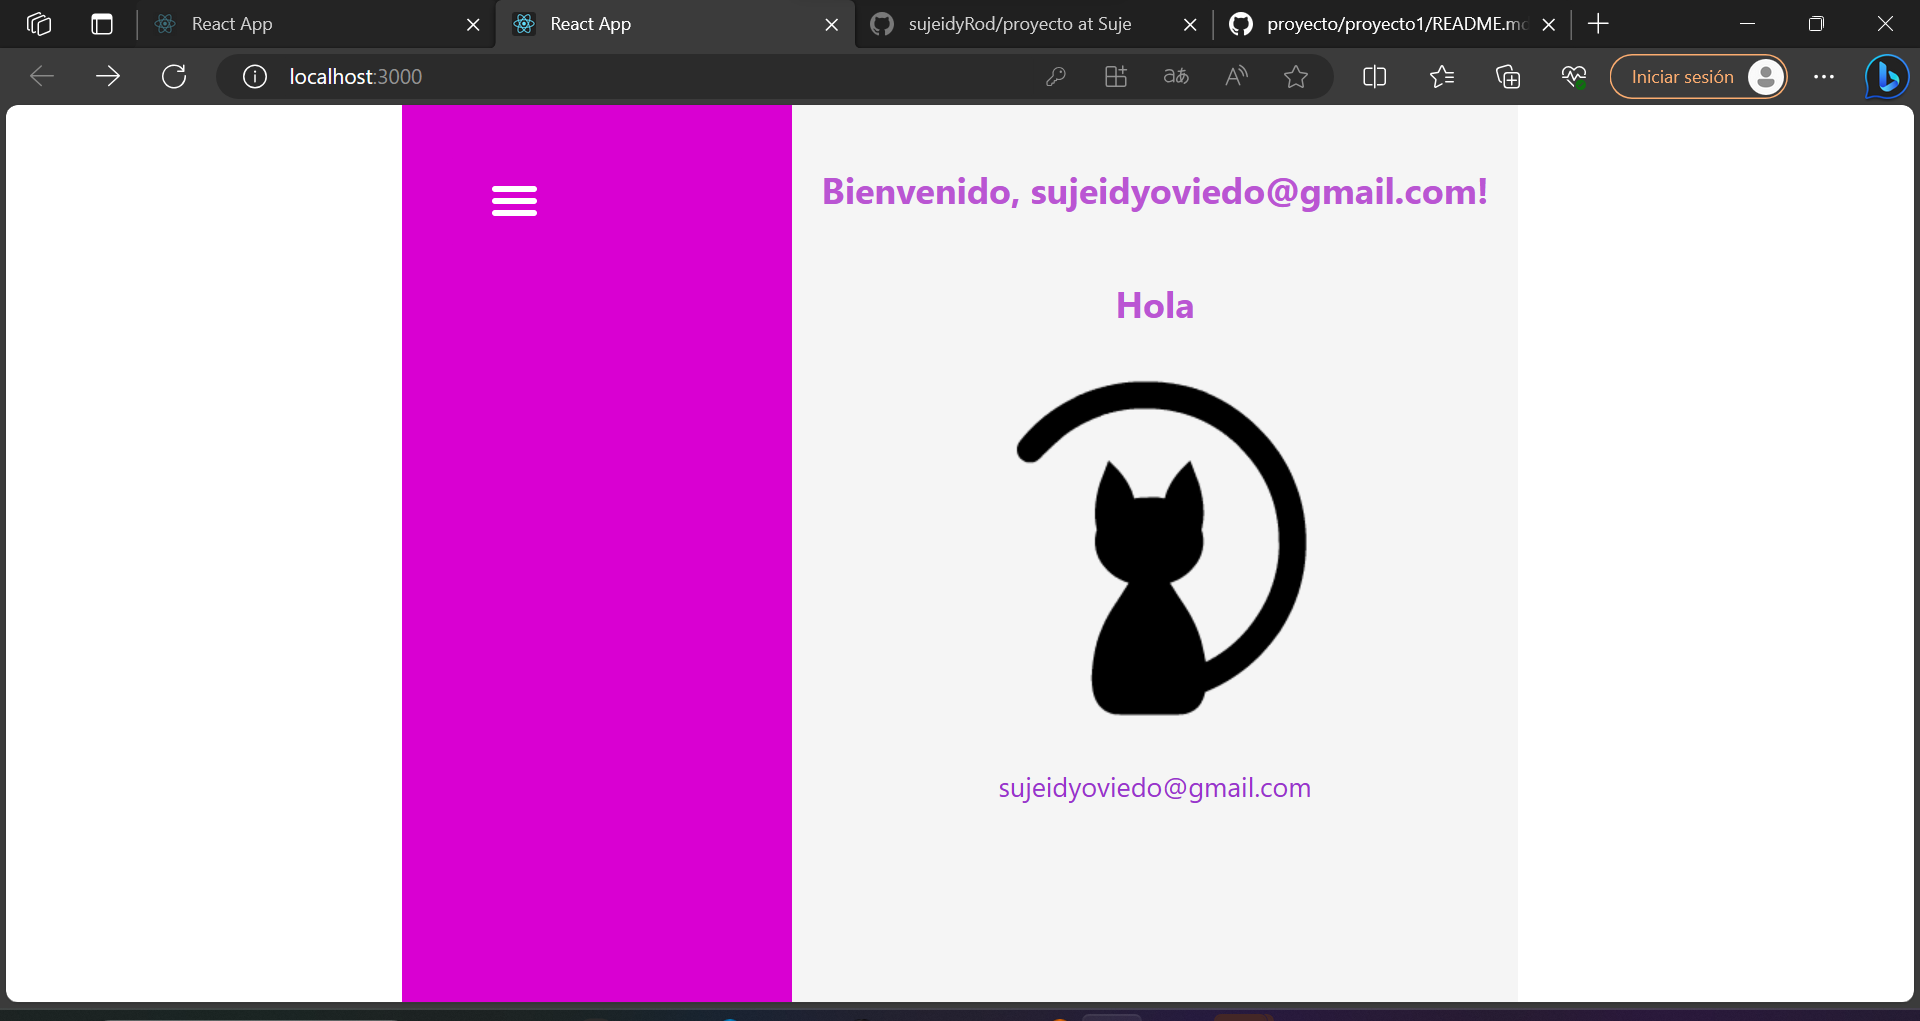 React App
React App
sujeidyRod/proyecto at Suje
proyecto/proyecto1/README.md
localhost:3000
Iniciar sesión
Bienvenido, sujeidyoviedo@gmail.com!
Hola
sujeidyoviedo@gmail.com